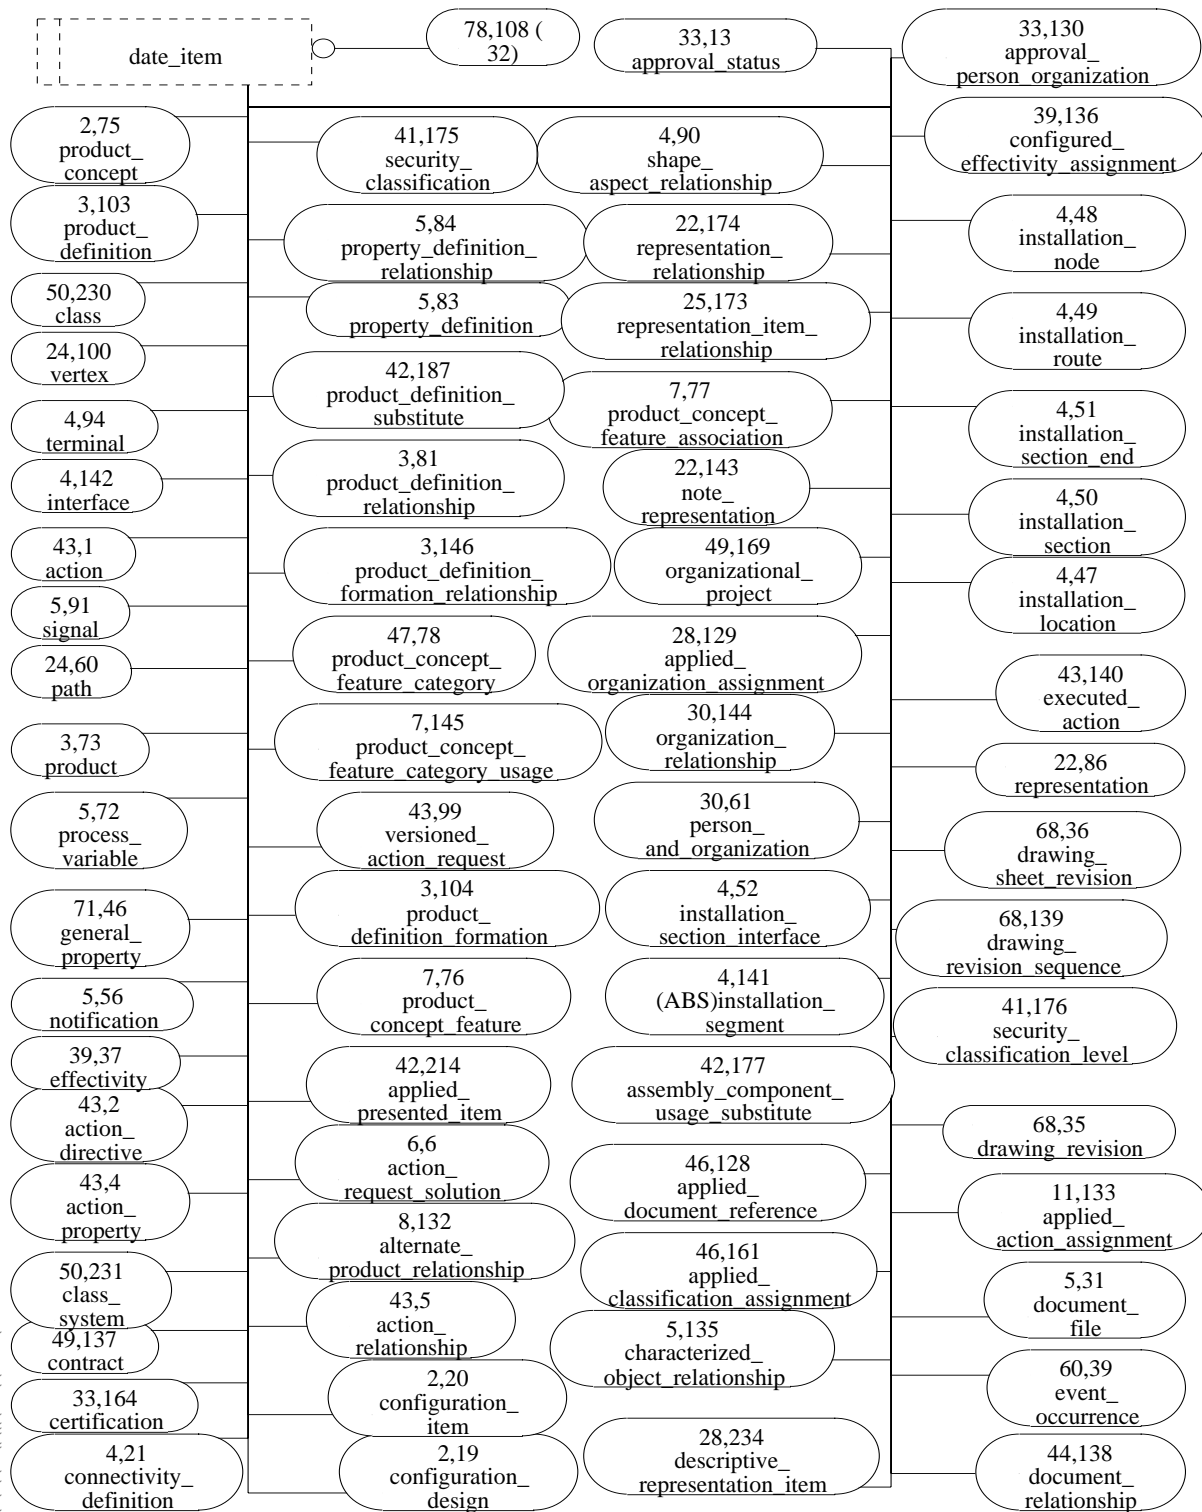 date_item
78,108 (
32)
33,13
approval_status
33,130
approval_
person_organization
2,75
product_
concept
3,103
product_
definition
50,230
class
24,100
vertex
4,94
terminal
4,142
interface
43,1
action
5,91
signal
24,60
path
3,73
product
5,72
process_
variable
71,46
general_
property
5,56
notification
39,37
effectivity
43,2
action_
directive
43,4
action_
property
50,231
class_
system
49,137
contract
33,164
certification
4,21
connectivity_
definition
41,175
security_
classification
5,84
property_definition_
relationship
5,83
property_definition
42,187
product_definition_
substitute
3,81
product_definition_
relationship
3,146
product_definition_
formation_relationship
47,78
product_concept_
feature_category
7,145
product_concept_
feature_category_usage
43,99
versioned_
action_request
3,104
product_
definition_formation
7,76
product_
concept_feature
42,214
applied_
presented_item
6,6
action_
request_solution
8,132
alternate_
product_relationship
43,5
action_
relationship
2,20
configuration_
item
2,19
configuration_
design
4,90
shape_
aspect_relationship
22,174
representation_
relationship
25,173
representation_item_
relationship
7,77
product_concept_
feature_association
22,143
note_
representation
49,169
organizational_
project
28,129
applied_
organization_assignment
30,144
organization_
relationship
30,61
person_
and_organization
4,52
installation_
section_interface
4,141
(ABS)installation_
segment
42,177
assembly_component_
usage_substitute
46,128
applied_
document_reference
46,161
applied_
classification_assignment
5,135
characterized_
object_relationship
28,234
descriptive_
representation_item
39,136
configured_
effectivity_assignment
4,48
installation_
node
4,49
installation_
route
4,51
installation_
section_end
4,50
installation_
section
4,47
installation_
location
43,140
executed_
action
22,86
representation
68,36
drawing_
sheet_revision
68,139
drawing_
revision_sequence
41,176
security_
classification_level
68,35
drawing_revision
11,133
applied_
action_assignment
5,31
document_
file
60,39
event_
occurrence
44,138
document_
relationship